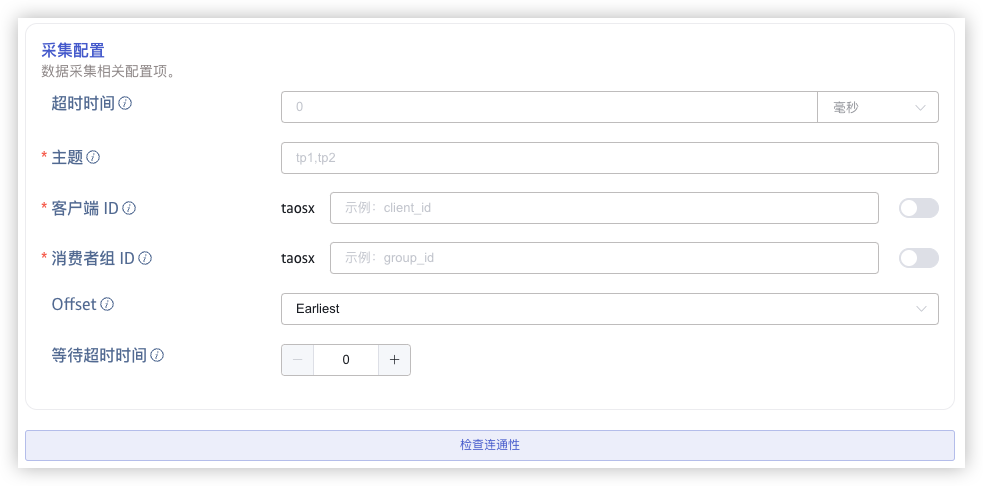 采集配置
数据采集相关配置项。
超时时间
0
毫秒
* 主题
tp1,tp2
* 客户端 ID
taosx
示例：client_id
* 消费者组 ID
taosx
示例：group_id
Offset
Earliest
等待超时时间
− 0 +
检查连通性